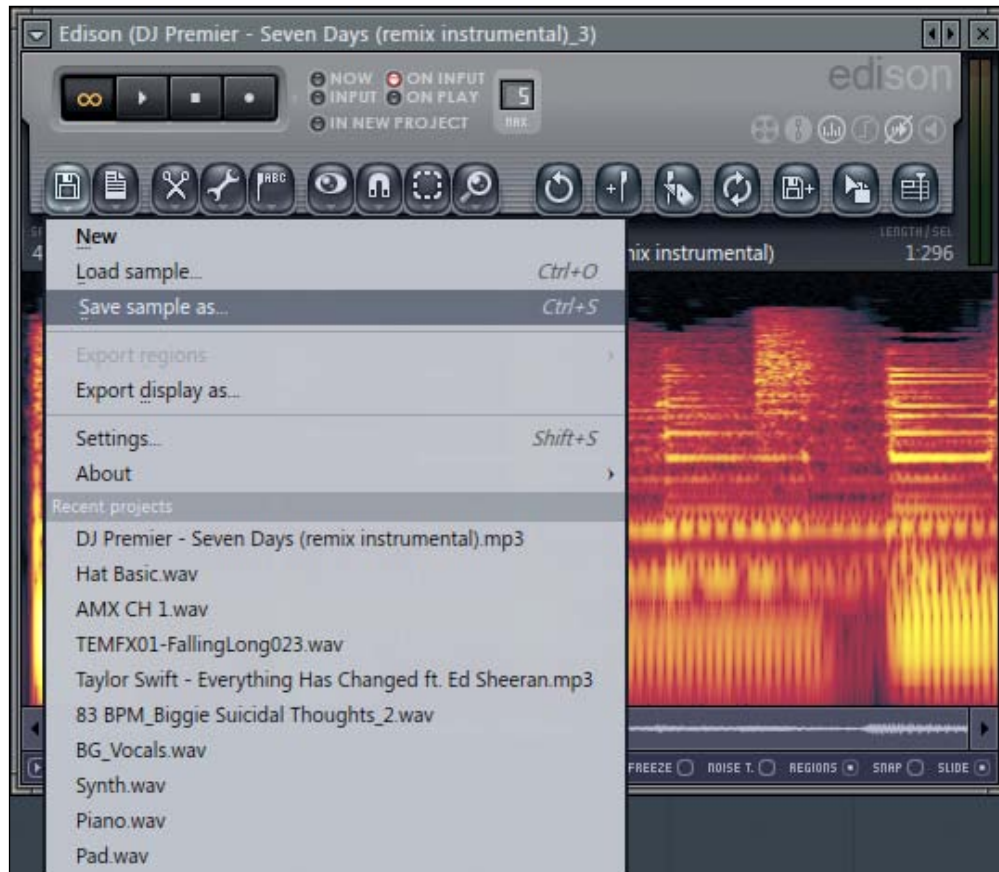 Edison (DJ Premier - Seven Days (remix instrumental)_3)
edison
NOW ON INPUT
INPUT ON PLAY
IN NEW PROJECT
5
MAX
ABC
LENGTH/SEL
4 nix instrumental) 1:296
New
Load sample... Ctrl+O
Save sample as... Ctrl+S
Export regions
Export display as...
Settings... Shift+S
About
Recent projects
DJ Premier - Seven Days (remix instrumental).mp3
Hat Basic.wav
AMX CH 1.wav
TEMFX01-FallingLong023.wav
Taylor Swift - Everything Has Changed ft. Ed Sheeran.mp3
83 BPM_Biggie Suicidal Thoughts_2.wav
BG_Vocals.wav
Synth.wav
Piano.wav
Pad.wav
FREEZE NOISE T. REGIONS SNAP SLIDE